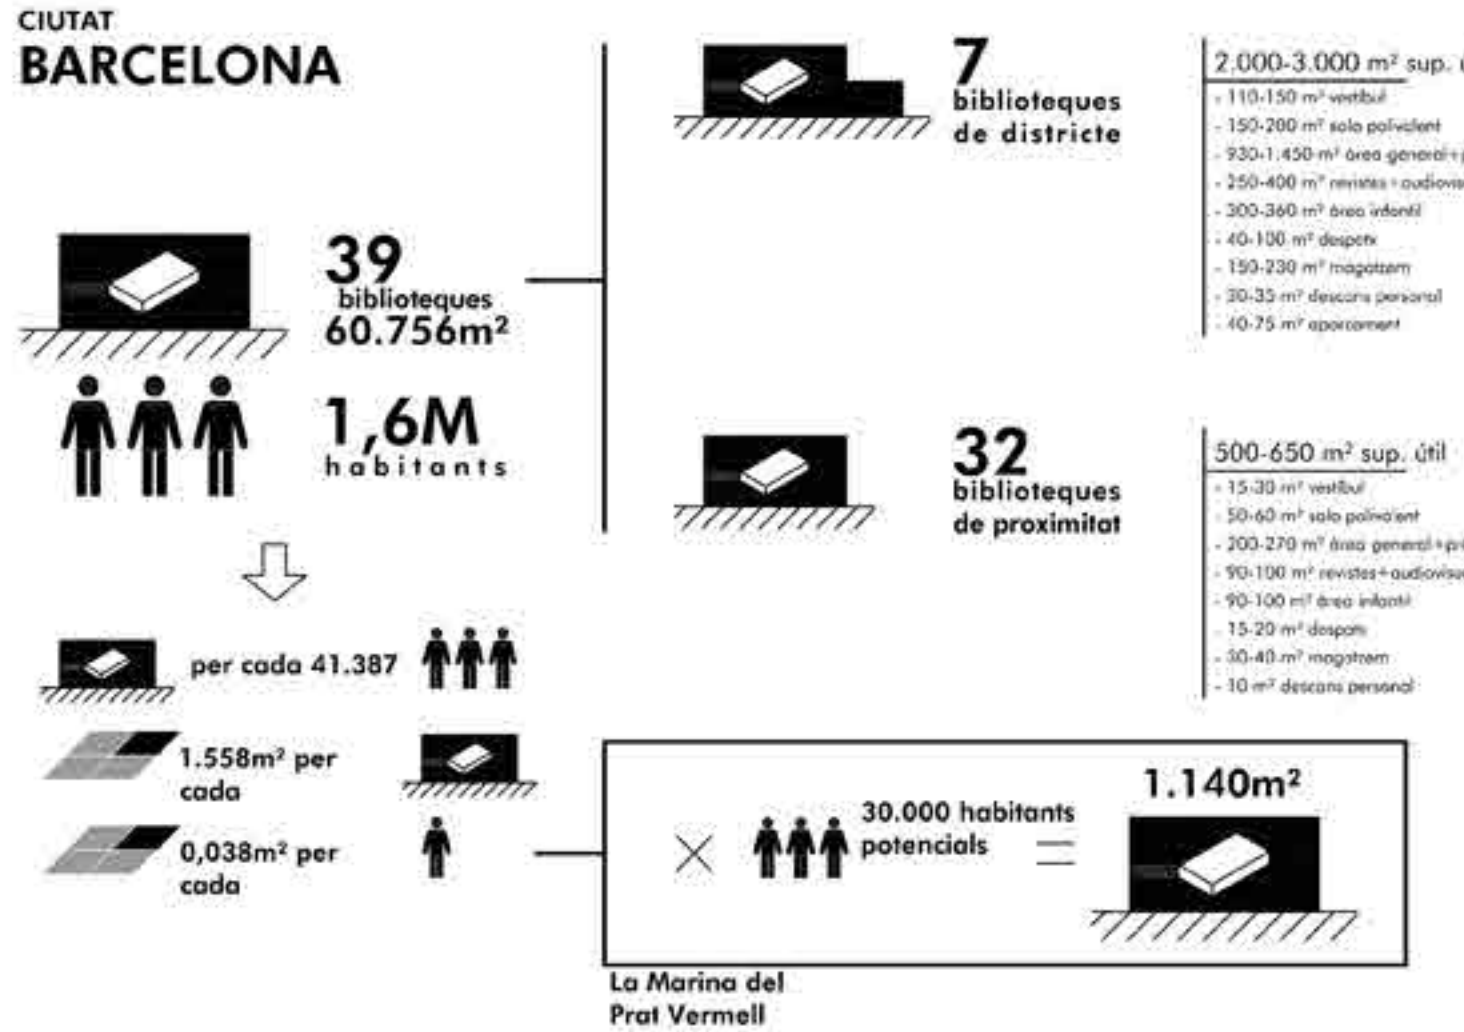 CIUTAT
BARCELONA
39
biblioteques
60.756m²
1,6M
habitants
per cada 41.387
1.558m² per
cada
0,038m² per
cada
7
biblioteques
de districte
2.000-3.000 m² sup.
- 110-150 m² vestíbul
- 150-200 m² sala polivalent
- 930-1.450 m² àrea general+
- 250-400 m² revistes+
- 300-360 m² àrea infantil
- 40-100 m² despatx
- 150-230 m² magatzem
- 30-35 m² descans personal
- 40-75 m² aparcament
32
biblioteques
de proximitat
500-650 m² sup. útil
- 15-30 m² vestíbul
- 50-60 m² sala polivalent
- 200-270 m² àrea general+
- 90-100 m² revistes+
- 90-100 m² àrea infantil
- 15-20 m² despatx
- 30-40 m² magatzem
- 10 m² descans personal
30.000 habitants
potencials
1.140m²
La Marina del
Prat Vermell